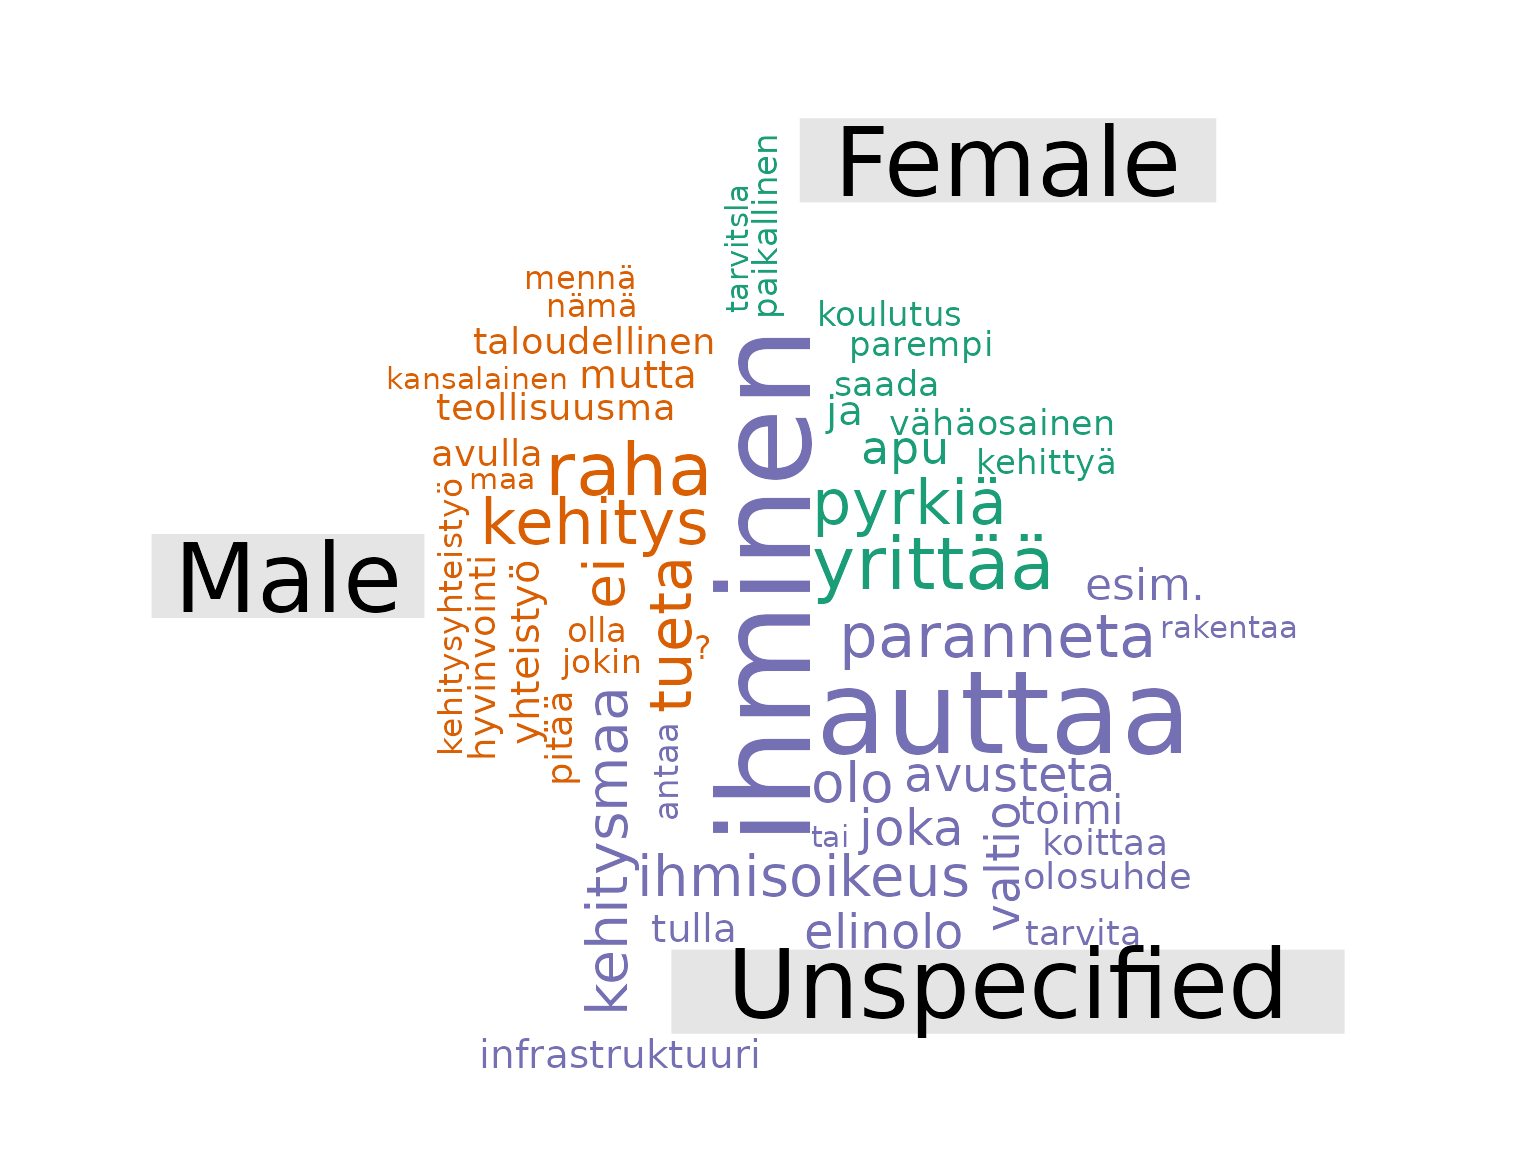 Female
tarvitsla
paikallinen
mennä
nämä
koulutus
taloudellinen
parempi
kansalainen
mutta
saada
teollisuusma
ja
vähäosainen
avulla
raha
apu
maa
kehittyä
kehitys
pyrkiä
ihminen
yrittää
Male
kehitysyhteistyö
hyvinvointi
yhteistyö
ei
tueta
esim.
olla
?
paranneta
rakentaa
jokin
pitää
kehitysmaa
antaa
auttaa
olo
avusteta
toimi
tai
joka
valtio
koittaa
ihmisoikeus
olosuhde
tulla
elinolo
tarvita
Unspecified
infrastruktuuri